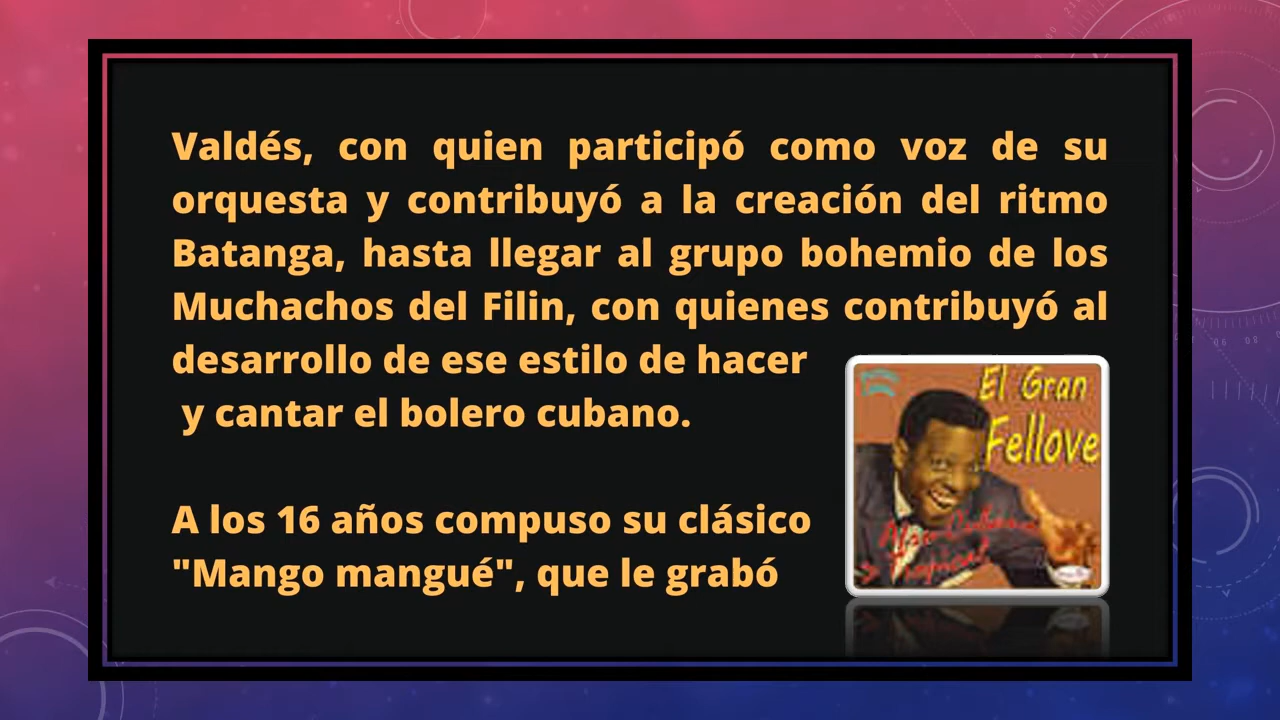 Valdés, con quien participó como voz de su
orquesta y contribuyó a la creación del ritmo
Batanga, hasta llegar al grupo bohemio de los
Muchachos del Filin, con quienes contribuyó al
desarrollo de ese estilo de hacer
y cantar el bolero cubano.
A los 16 años compuso su clásico
"Mango mangué", que le grabó
El Gran
Fellove